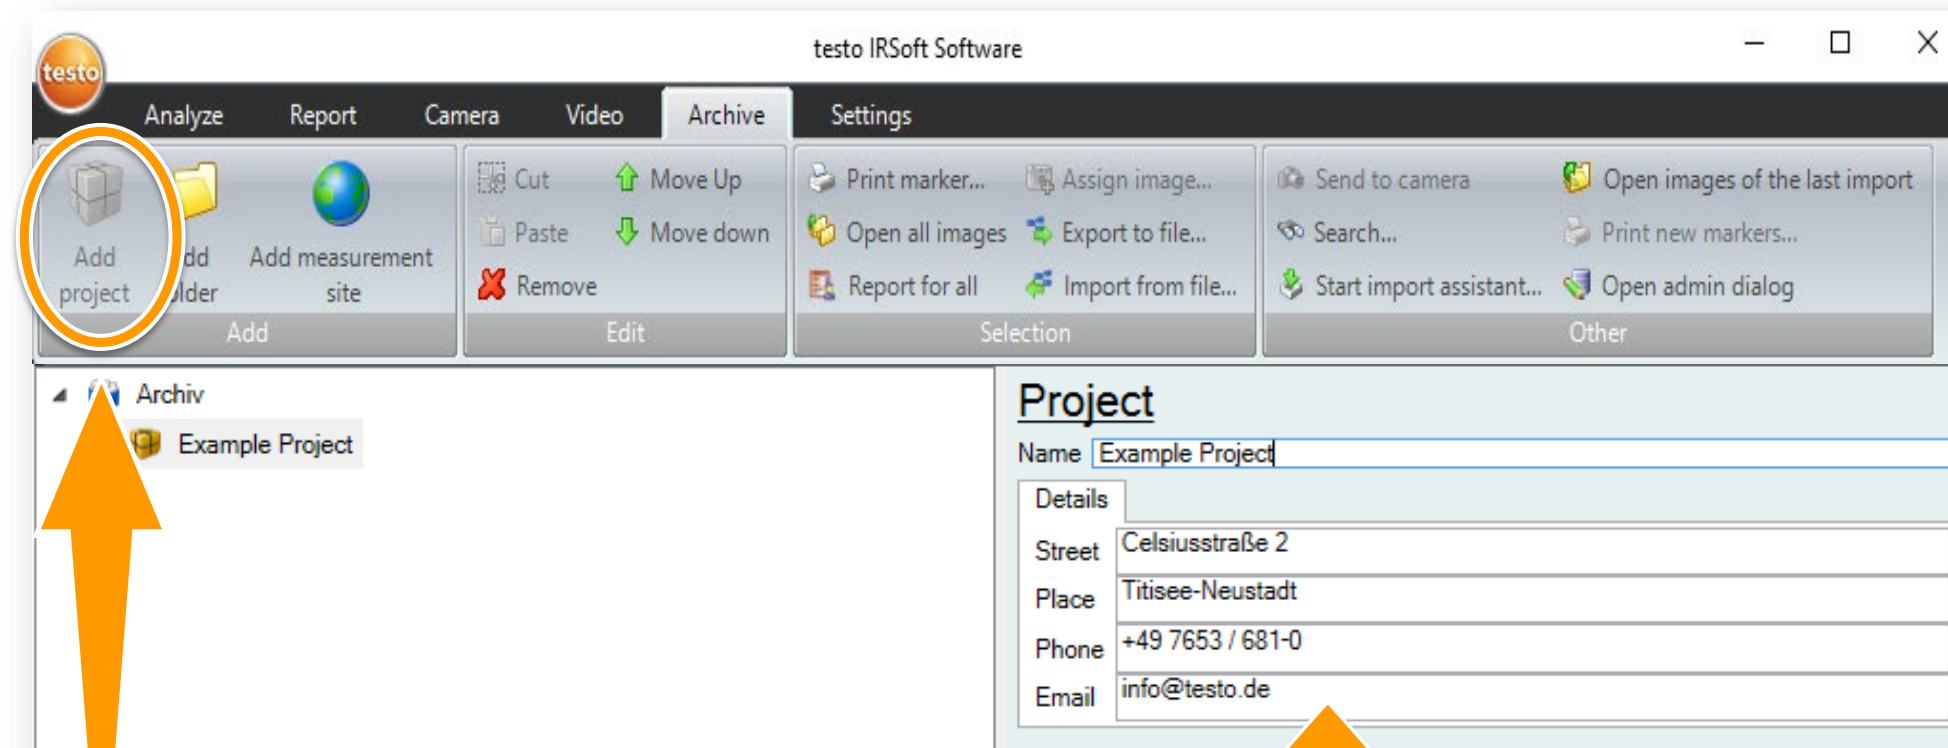 testo IRSoft Software
testo
Analyze Report Camera Video Archive Settings
Add project
Add measurement site
Add
Cut
Paste
Remove
Move Up
Move down
Edit
Print marker...
Open all images
Report for all
Assign image...
Export to file...
Import from file...
Selection
Send to camera
Search...
Start import assistant...
Open images of the last import
Print new markers...
Open admin dialog
Other
Archiv
Example Project
Project
Name Example Project
Details
Street Celsiusstraße 2
Place Titisee-Neustadt
Phone +49 7653 / 681-0
Email info@testo.de